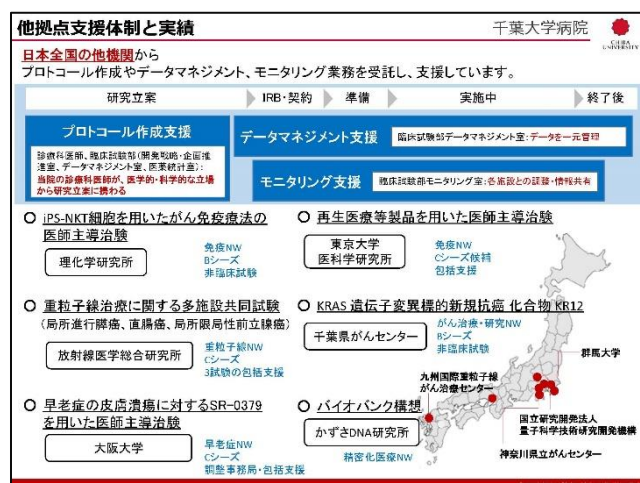 他拠点支援体制と実績
千葉大学病院
CHIBA
UNIVERSITY
日本全国の他機関から
プロトコール作成やデータマネジメント、モニタリング業務を受託し、支援しています。
研究立案
IRB・契約
準備
実施中
終了後
プロトコール作成支援
診療科医師、臨床試験部(開発戦略・企画推
進室、データマネジメント室、医薬統計室):
当院の診療科医師が、医学的・科学的な立場
から研究立案に携わる
データマネジメント支援
臨床試験部データマネジメント室:データを一元管理
モニタリング支援
臨床試験部モニタリング室:各施設との調整・情報共有
○ iPS-NKT細胞を用いたがん免疫療法の
医師主導治験
理化学研究所
免疫NW
Bシーズ
非臨床試験
○ 再生医療等製品を用いた医師主導治験
東京大学
医科学研究所
免疫NW
Cシーズ候補
包括支援
○ 重粒子線治療に関する多施設共同試験
(局所進行膵癌、直腸癌、局所限局性前立腺癌)
放射線医学総合研究所
重粒子線NW
Cシーズ
3試験の包括支援
○ KRAS 遺伝子変異標的新規抗癌 化合物 KR12
千葉県がんセンター
がん治療・研究NW
Bシーズ
非臨床試験
群馬大学
九州国際重粒子線
がん治療センター
○ 早老症の皮膚潰瘍に対するSR-0379
を用いた医師主導治験
大阪大学
早老症NW
Cシーズ
調整事務局・包括支援
○ バイオバンク構想
かずさDNA研究所
精密化医療NW
国立研究開発法人
量子科学技術研究開発機構
神奈川県立がんセンター